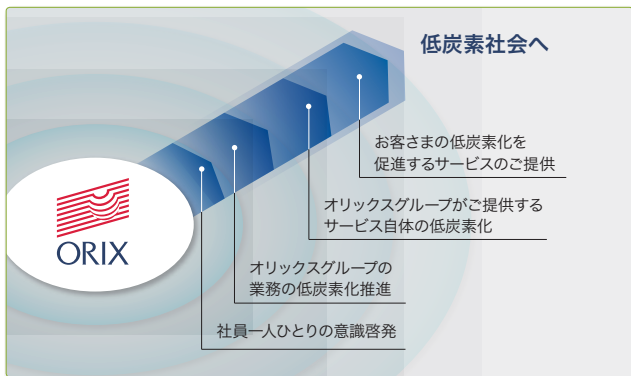 低炭素社会へ
お客さまの低炭素化を
促進するサービスのご提供
オリックスグループがご提供する
サービス自体の低炭素化
ORIX
オリックスグループの
業務の低炭素化推進
社員一人ひとりの意識啓発